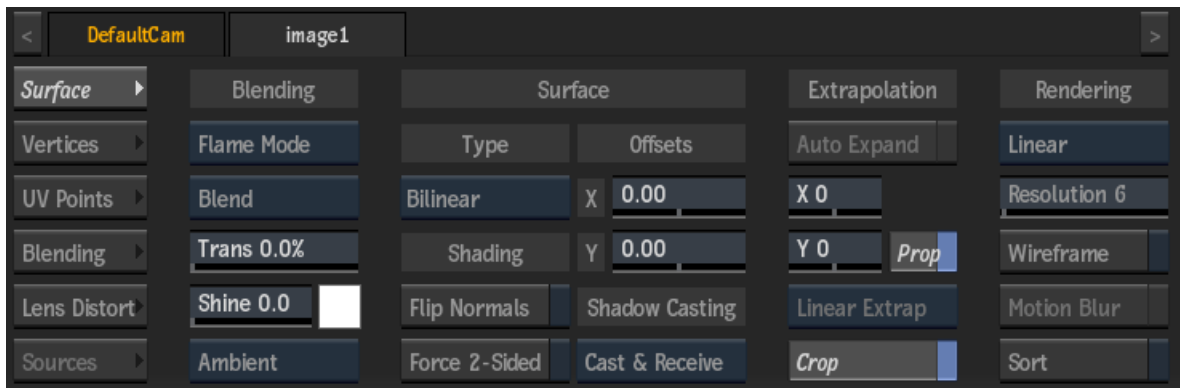 < DefaultCam image1 >
Surface Blending Surface Extrapolation Rendering
Vertices Flame Mode Type Offsets Auto Expand Linear
UV Points Blend Bilinear X 0.00 X 0 Resolution 6
Blending Trans 0.0% Shading Y 0.00 Y 0 Prop Wireframe
Lens Distort Shine 0.0 Flip Normals Shadow Casting Linear Extrap Motion Blur
Sources Ambient Force 2-Sided Cast & Receive Crop Sort